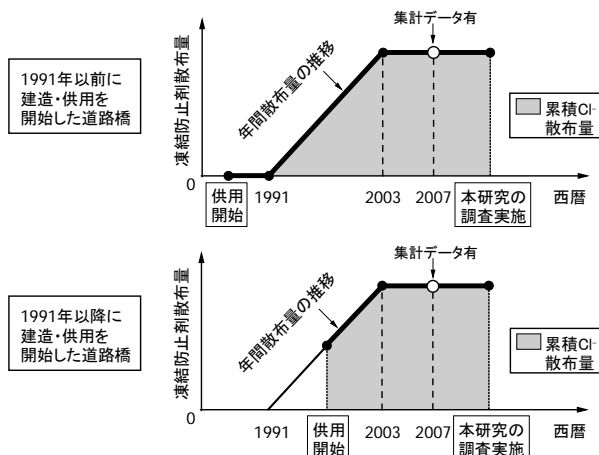 集計データ有
1991年以前に
建造・供用を
開始した道路橋
凍結防止剤散布量
年間散布量の推移
累積Cl-
散布量
0
供用
開始
1991
2003
2007
本研究の
調査実施
西暦
集計データ有
1991年以降に
建造・供用を
開始した道路橋
凍結防止剤散布量
年間散布量の推移
累積Cl-
散布量
0
1991
供用
開始
2003
2007
本研究の
調査実施
西暦